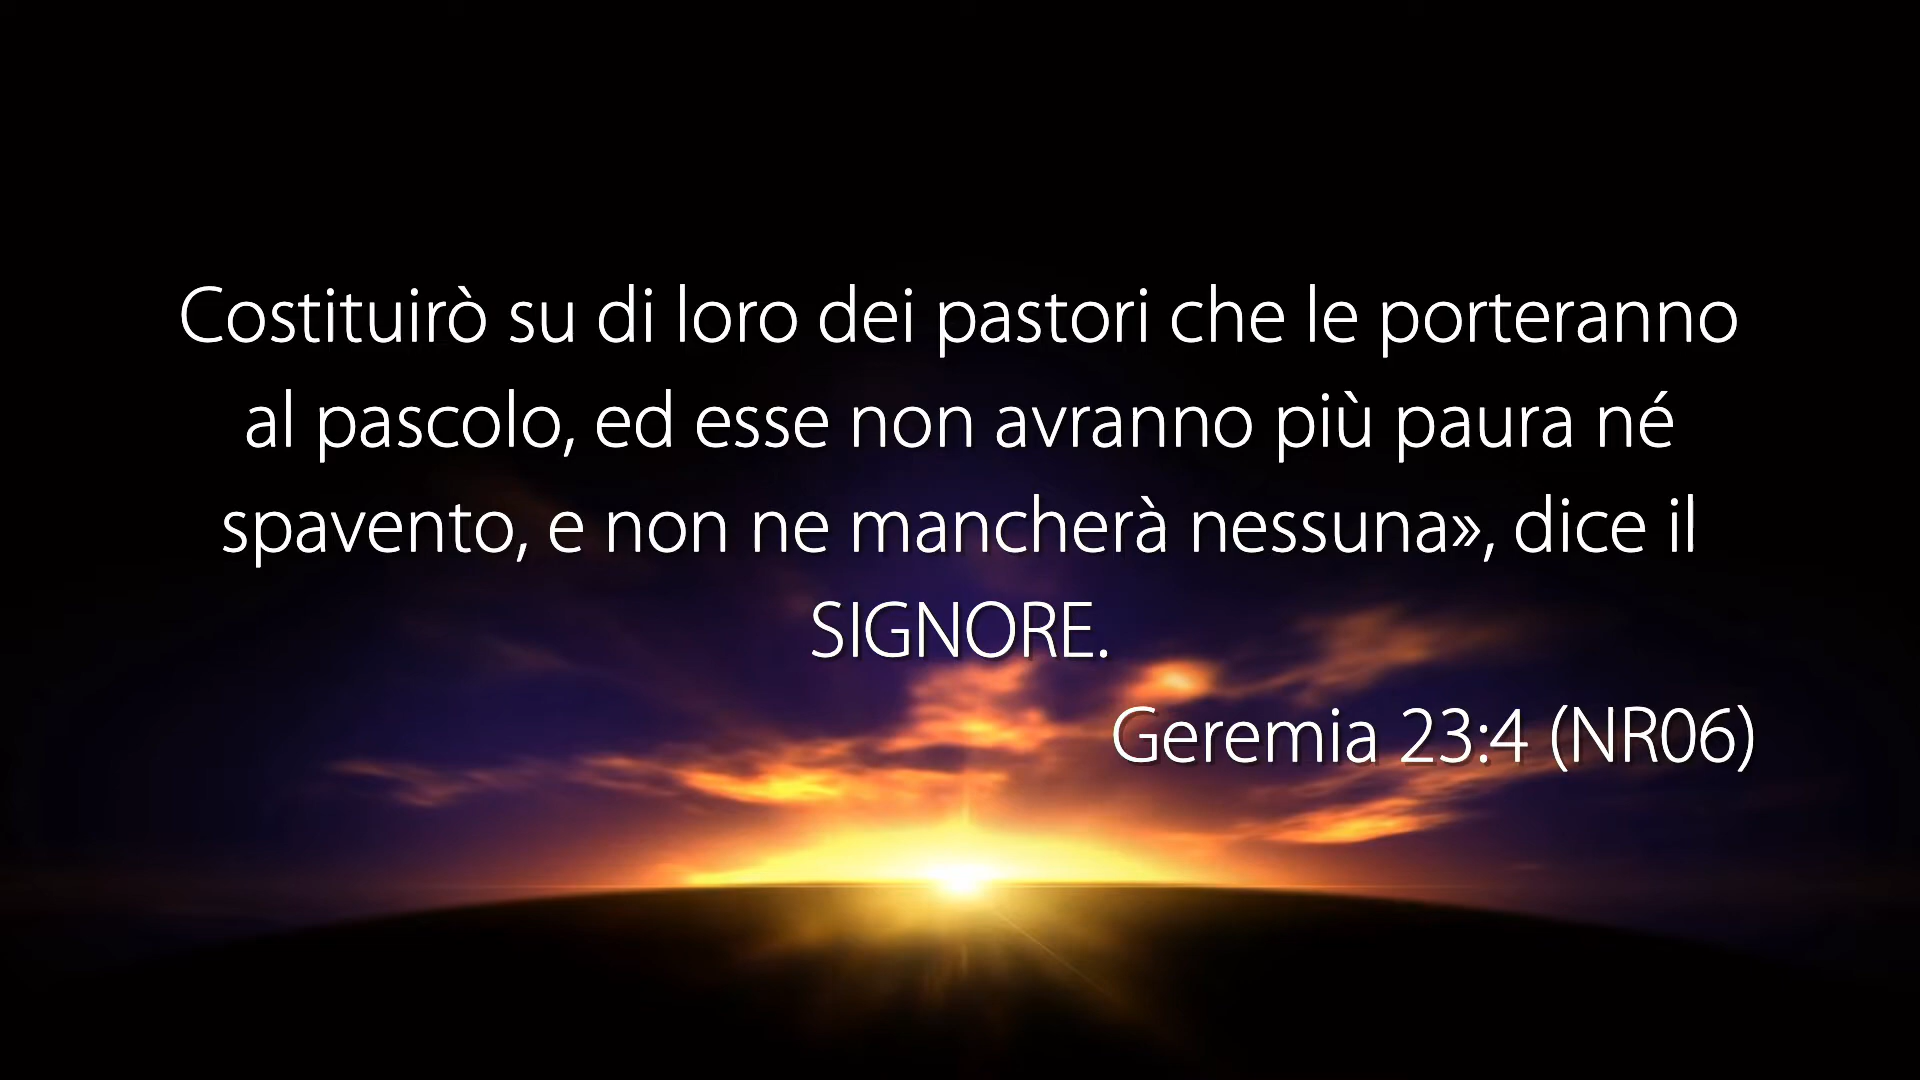 Costituirò su di loro dei pastori che le porteranno
al pascolo, ed esse non avranno più paura né
spavento, e non ne mancherà nessuna», dice il
SIGNORE.
Geremia 23:4 (NR06)